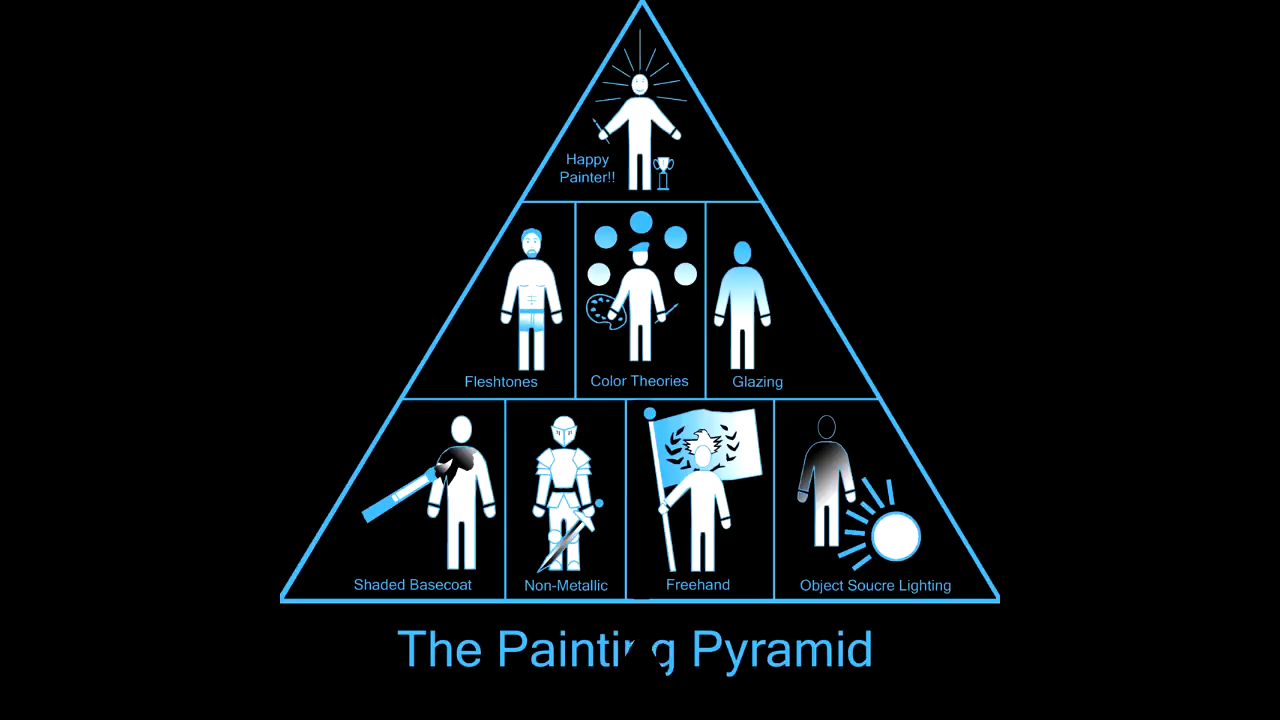 Happy
Painter!!
Fleshtones
Color Theories
Glazing
Shaded Basecoat
Non-Metallic
Freehand
Object Soucre Lighting
The Painting Pyramid